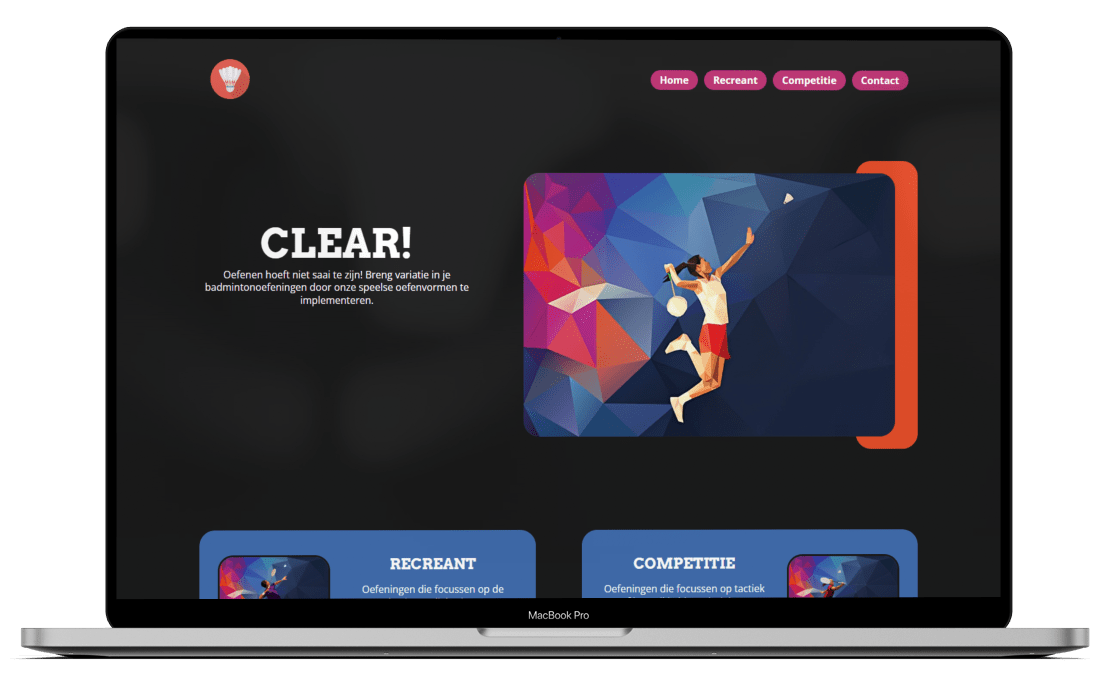 Home
Recreant
Competitie
Contact
CLEAR!
Oefenen hoeft niet saai te zijn! Breng variatie in je
badmintonoefeningen door onze speelse oefenvormen te
implementeren.
RECREANT
Oefeningen die focussen op de
COMPETITIE
Oefeningen die focussen op tactiek
MacBook Pro